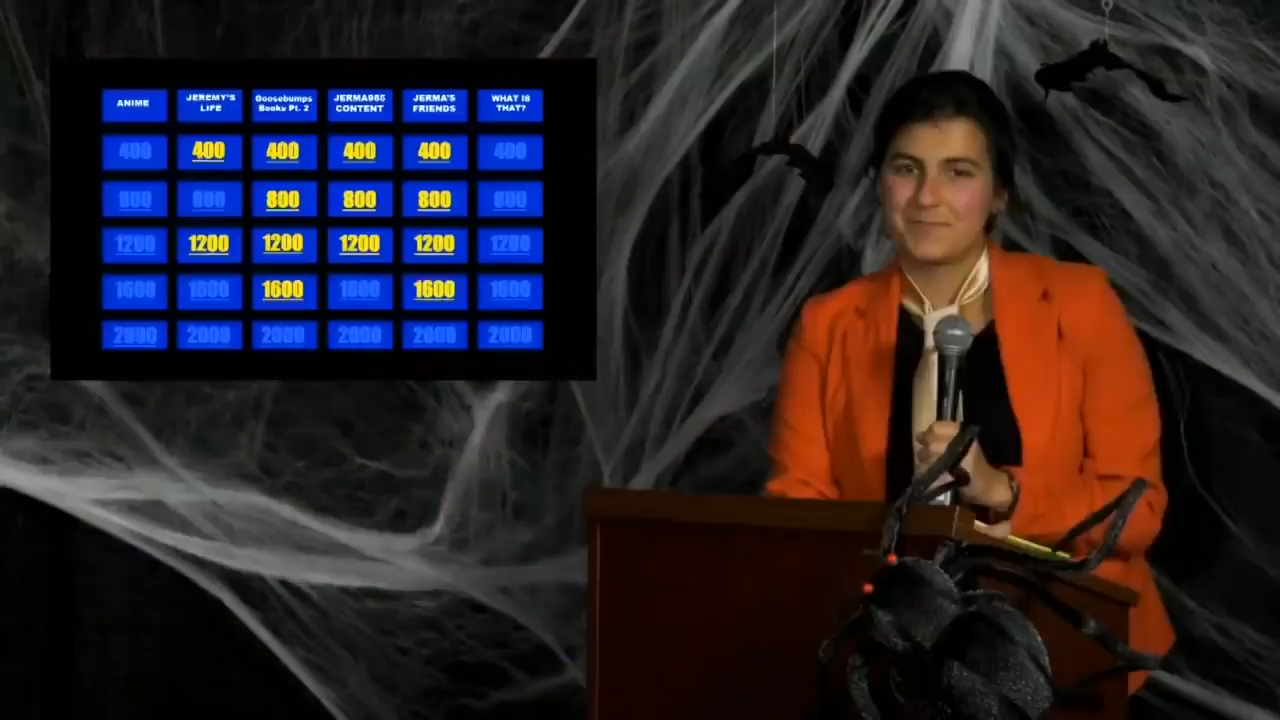 ANIME
JEREMY'S
LIFE
Goosebumps
Books Pt. 2
JERMA985
CONTENT
JERMA'S
FRIENDS
WHAT IS
THAT?
400 400 400 400 400 400
800 800 800 800 800 800
1200 1200 1200 1200 1200 1200
1600 1600 1600 1600 1600 1600
2000 2000 2000 2000 2000 2000